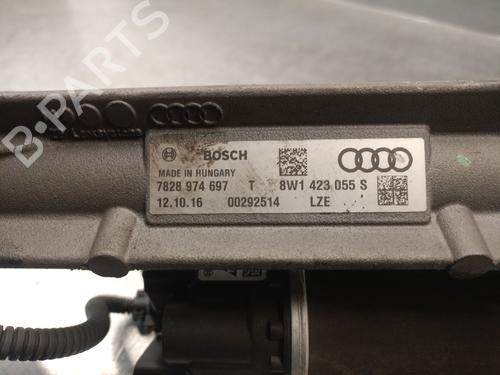 B-PARTS
BOSCH
MADE IN HUNGARY
7828 974 697 T 8W1 423 055 S
12.10.16 00292514 LZE